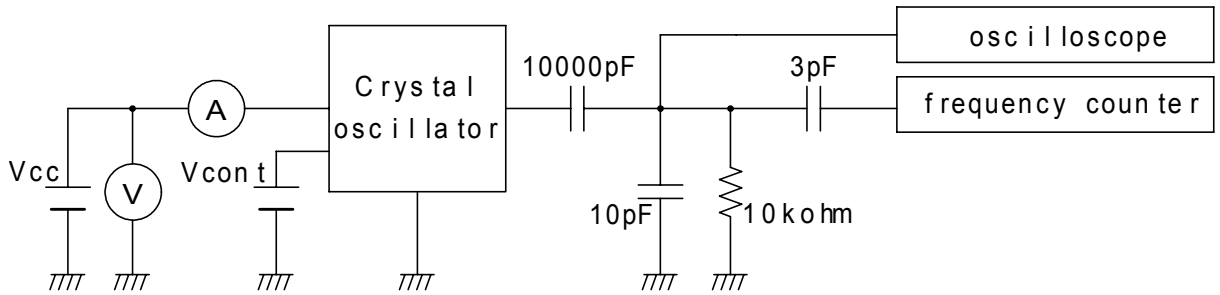 oscilloscope
10000pF
3pF
Crystal
oscillator
frequency counter
A
Vcc
V
Vcont
10pF
10kohm